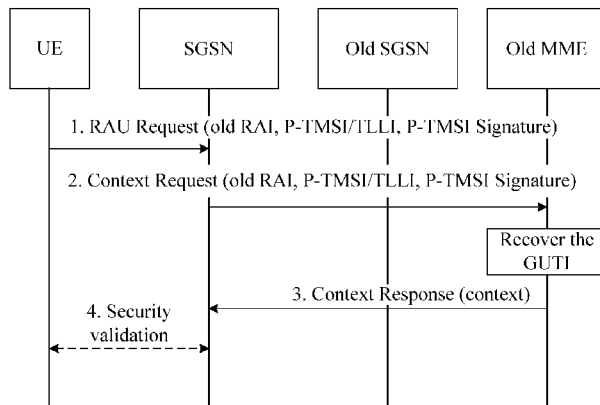 UE
SGSN
Old SGSN
Old MME
1. RAU Request (old RAI, P-TMSI/TLLI, P-TMSI Signature)
2. Context Request (old RAI, P-TMSI/TLLI, P-TMSI Signature)
Recover the
GUTI
3. Context Response (context)
4. Security
validation